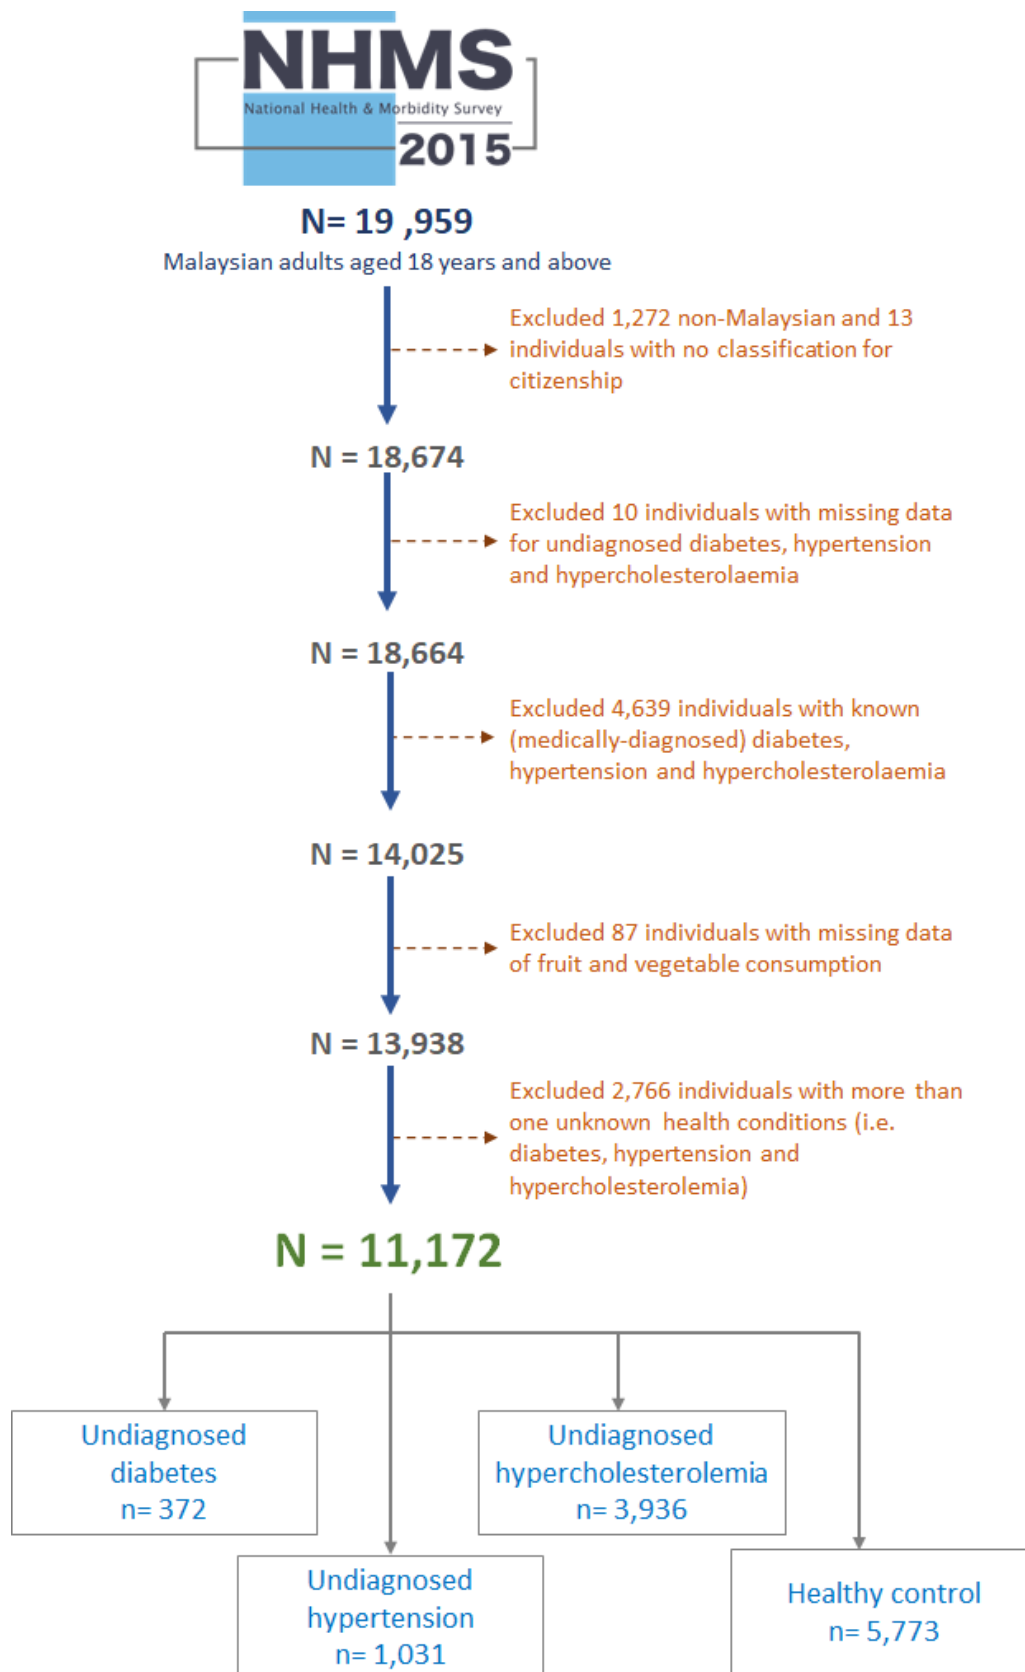 NHMS
National Health & Morbidity Survey
2015
N= 19 ,959
Malaysian adults aged 18 years and above
Excluded 1,272 non-Malaysian and 13
individuals with no classification for
citizenship
N = 18,674
Excluded 10 individuals with missing data
for undiagnosed diabetes, hypertension
and hypercholesterolaemia
N = 18,664
Excluded 4,639 individuals with known
(medically-diagnosed) diabetes,
hypertension and hypercholesterolaemia
N = 14,025
Excluded 87 individuals with missing data
of fruit and vegetable consumption
N = 13,938
Excluded 2,766 individuals with more than
one unknown health conditions (i.e.
diabetes, hypertension and
hypercholesterolemia)
N = 11,172
Undiagnosed
diabetes
n= 372
Undiagnosed
hypercholesterolemia
n= 3,936
Undiagnosed
hypertension
n= 1,031
Healthy control
n= 5,773